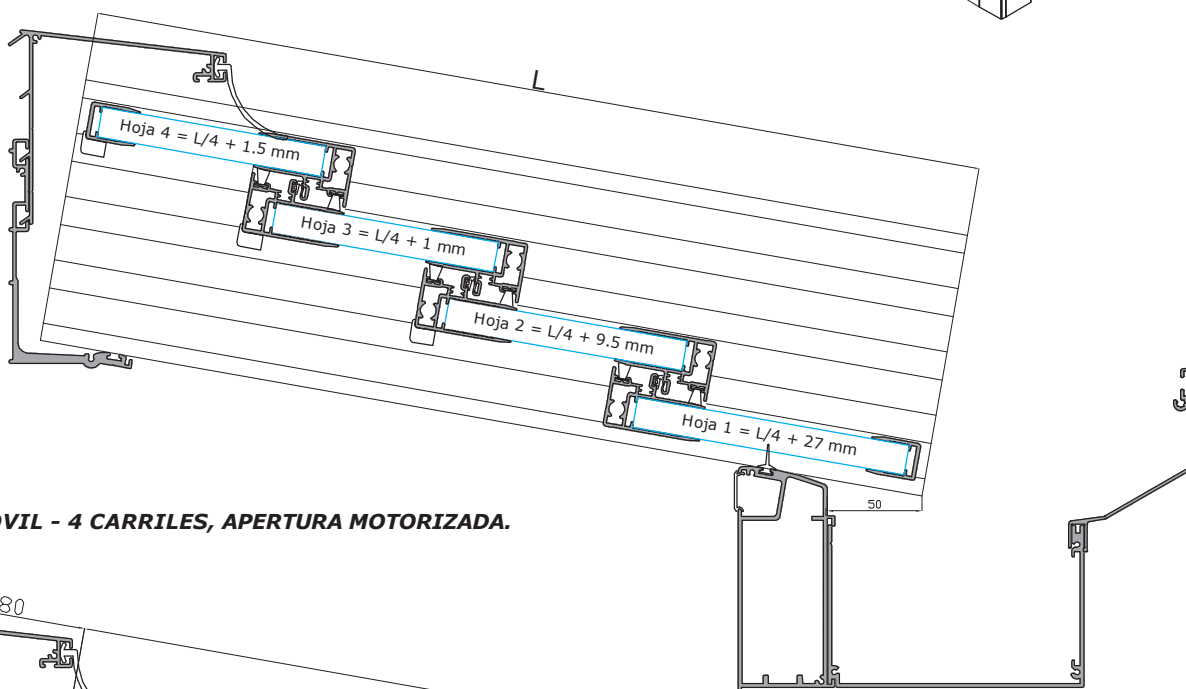 L
Hoja 4 = L/4 + 1.5 mm
Hoja 3 = L/4 + 1 mm
Hoja 2 = L/4 + 9.5 mm
Hoja 1 = L/4 + 27 mm
50
OVIL - 4 CARRILES, APERTURA MOTORIZADA.
80